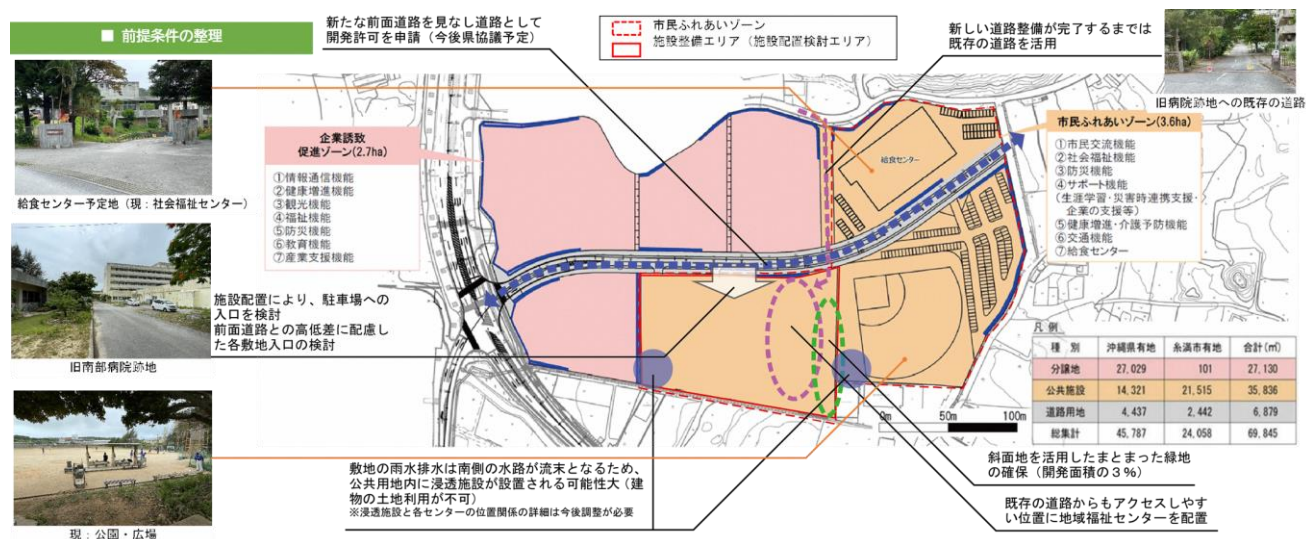 ■ 前提条件の整理
新たな前面道路を見なし道路として
開発許可を申請（今後県協議予定）
市民ふれあいゾーン
施設整備エリア（施設配置検討エリア）
新しい道路整備が完了するまでは
既存の道路を活用
旧病院跡地への既存の道路
給食センター予定地（現：社会福祉センター）
企業誘致
促進ゾーン(2.7ha)
①情報通信機能
②健康増進機能
③観光機能
④福祉機能
⑤防災機能
⑥教育機能
⑦産業支援機能
給食センター
市民ふれあいゾーン(3.6ha)
①市民交流機能
②社会福祉機能
③防災機能
④サポート機能
(生涯学習・災害時連携支援・
企業の支援等)
⑤健康増進・介護予防機能
⑥交通機能
⑦給食センター
旧南部病院跡地
施設配置により、駐車場への
入口を検討
前面道路との高低差に配慮し
た各敷地入口の検討
凡 例
種 別 沖縄県有地 糸満市有地 合計(㎡)
分譲地 27,029 101 27,130
公共施設 14,321 21,515 35,836
道路用地 4,437 2,442 6,879
総集計 45,787 24,058 69,845
0m 50m 100m
現：公園・広場
敷地の雨水排水は南側の水路が流末となるため、
公共用地内に浸透施設が設置される可能性大（建
物の土地利用が不可）
※浸透施設と各センターの位置関係の詳細は今後調整が必要
斜面地を活用したまとまった緑地
の確保（開発面積の３％）
既存の道路からもアクセスしやす
い位置に地域福祉センターを配置